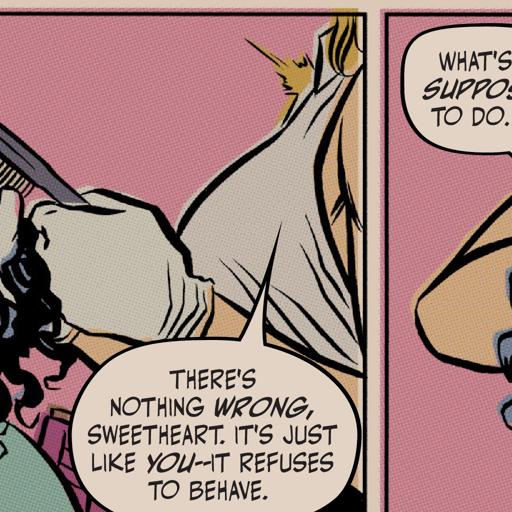 THERE'S
NOTHING WRONG,
SWEETHEART. IT'S JUST
LIKE YOU--IT REFUSES
TO BEHAVE.
WHAT'S
TO DO.